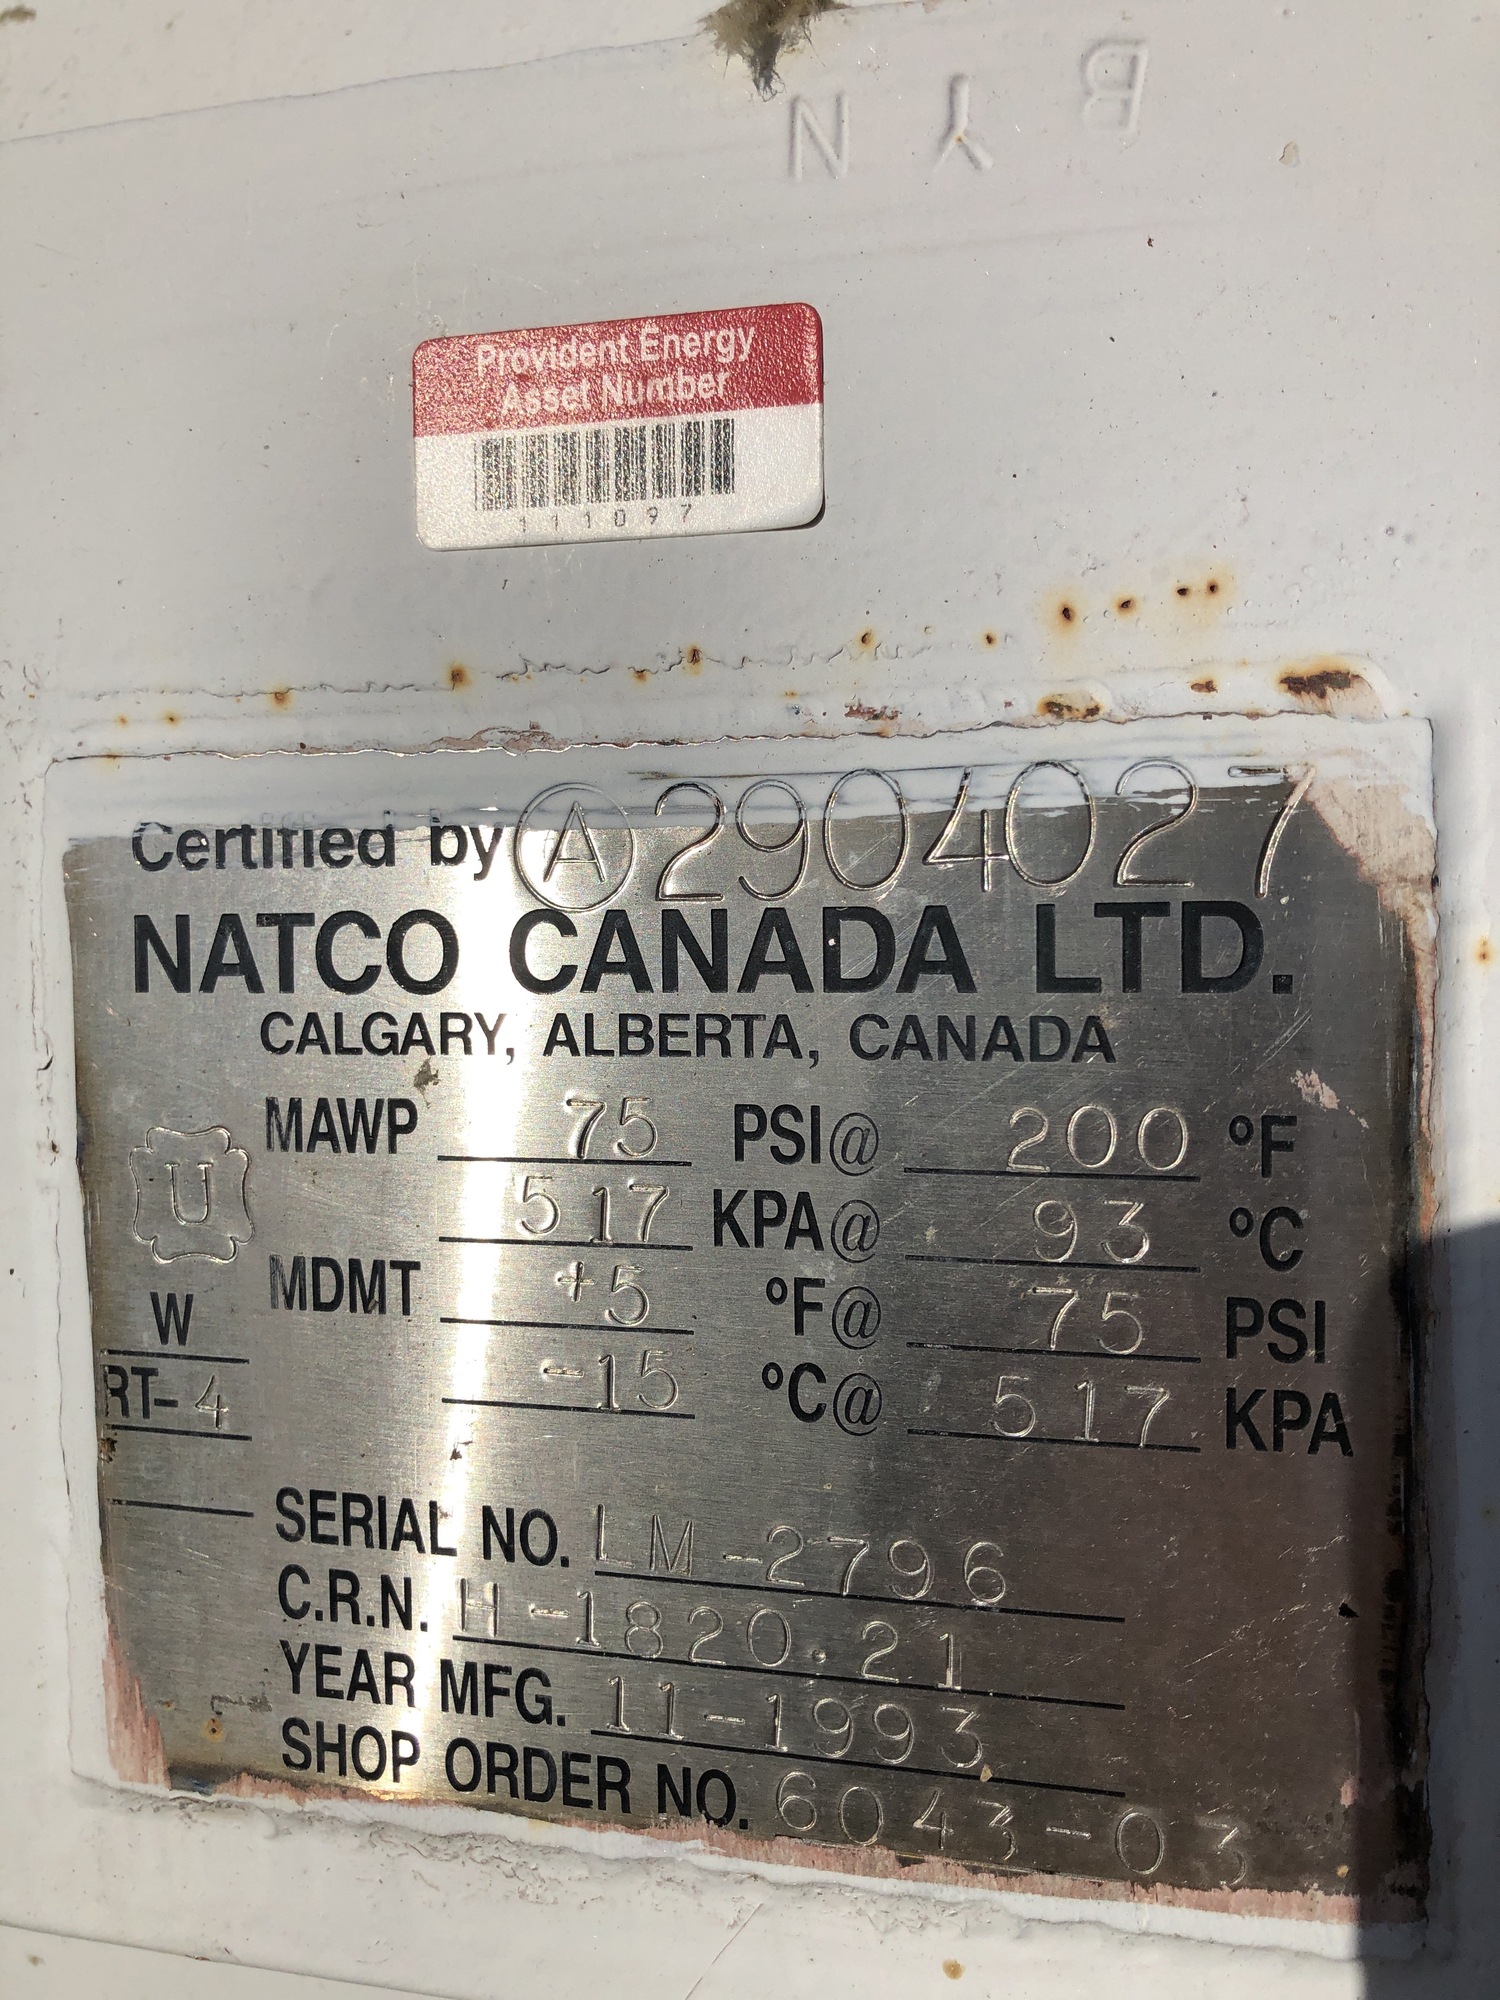 BYN
Provident Energy
Asset Number
111097
Certified by A 2904027
NATCO CANADA LTD.
CALGARY, ALBERTA, CANADA
MAWP 75 PSI@ 200 °F
517 KPA@ 93 °C
U
MDMT +5 °F@ 75 PSI
W
-15 °C@ 517 KPA
RT-4
SERIAL NO. LM-2796
C.R.N. H-1820.21
YEAR MFG. 11-1993
SHOP ORDER NO. 6043-03